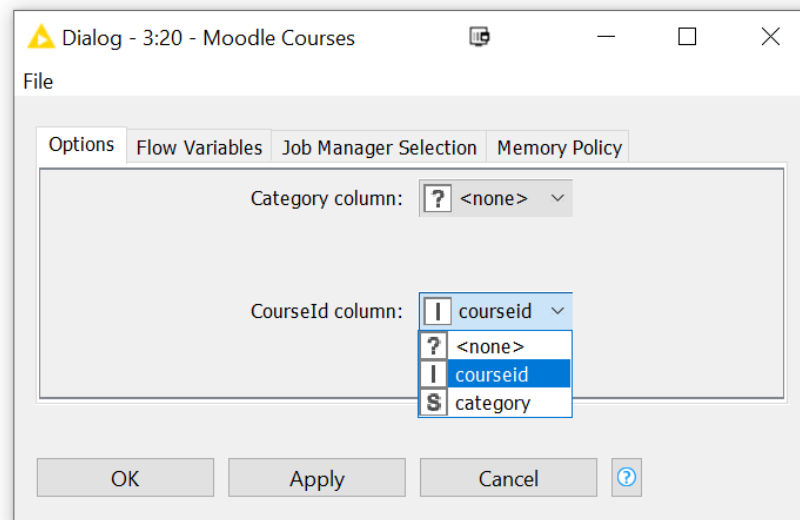 Dialog - 3:20 - Moodle Courses
File
Options Flow Variables Job Manager Selection Memory Policy
Category column: ? <none>
CourseId column: I courseid
? <none>
I courseid
S category
OK Apply Cancel ?